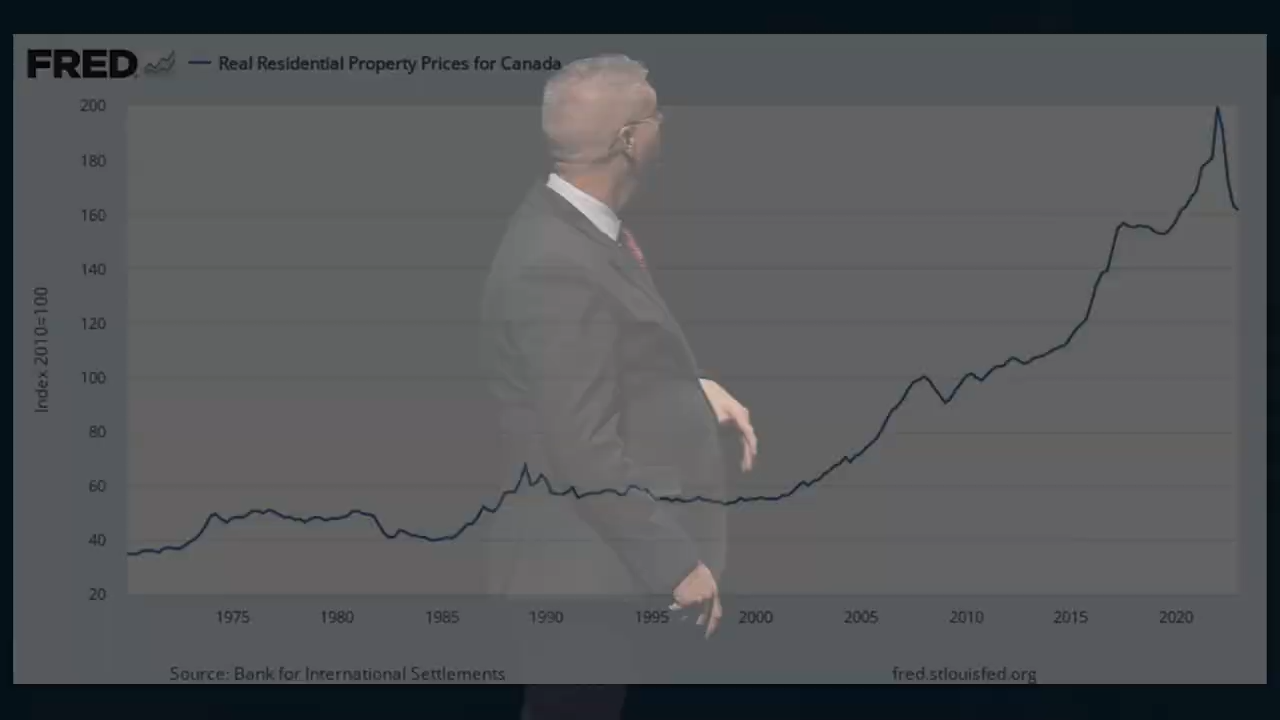 FRED Real Residential Property Prices for Canada
200
180
160
140
120
100
80
60
40
20
Index 2010=100
1975 1980 1985 1990 1995 2000 2005 2010 2015 2020
Source: Bank for International Settlements fred.stlouisfed.org